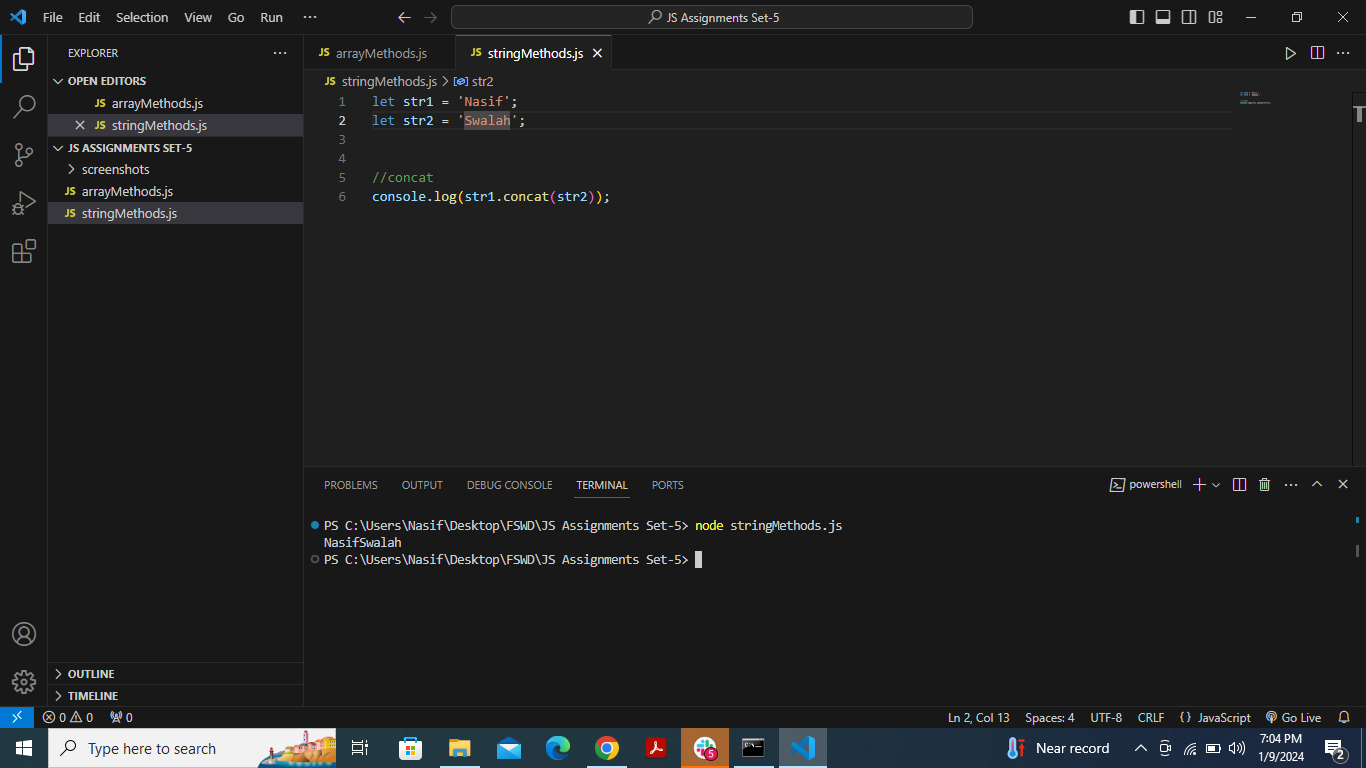 File Edit Selection View Go Run ··· JS Assignments Set-5
EXPLORER ···
OPEN EDITORS
JS arrayMethods.js
JS stringMethods.js
JS ASSIGNMENTS SET-5
screenshots
JS arrayMethods.js
JS stringMethods.js
OUTLINE
TIMELINE
JS arrayMethods.js JS stringMethods.js
JS stringMethods.js > str2
1 let str1 = 'Nasif';
2 let str2 = 'Swalah';
3
4
5 //concat
6 console.log(str1.concat(str2));
PROBLEMS OUTPUT DEBUG CONSOLE TERMINAL PORTS powershell
PS C:\Users\Nasif\Desktop\FSWD\JS Assignments Set-5> node stringMethods.js
NasifSwalah
PS C:\Users\Nasif\Desktop\FSWD\JS Assignments Set-5>
0 0 0 Ln 2, Col 13 Spaces: 4 UTF-8 CRLF {} JavaScript Go Live
Type here to search 5 Near record 7:04 PM
1/9/2024 2